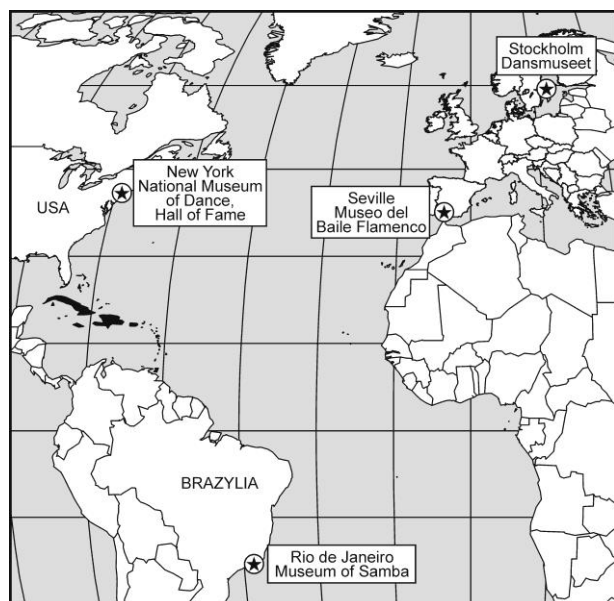 Stockholm
Dansmuseet
New York
National Museum
of Dance,
Hall of Fame
USA
Seville
Museo del
Baile Flamenco
BRAZYLIA
Rio de Janeiro
Museum of Samba